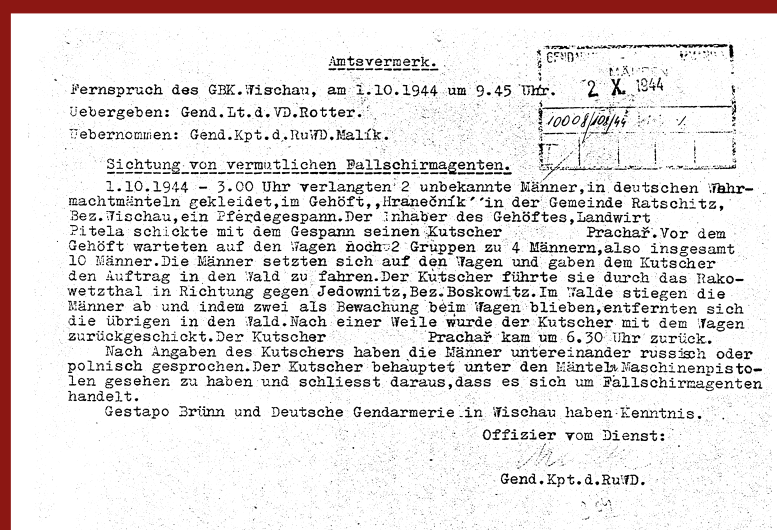 Amtsvermerk.
Fernspruch des GBK.Wischau, am 1.10.1944 um 9.45 Uhr.
2 X. 1944
Uebergeben: Gend.Lt.d.VD.Rotter.
10008/108/44
Uebernommen: Gend.Kpt.d.RuWD.Malík.
Sichtung von vermutlichen Fallschirmagenten.
1.10.1944 - 3.00 Uhr verlangten 2 unbekannte Männer,in deutschen Wehr-
machtmänteln gekleidet,im Gehöft,,Hranečník´´in der Gemeinde Ratschitz,
Bez.Wischau,ein Pferdegespann.Der Inhaber des Gehöftes,Landwirt
Pitela schickte mit dem Gespann seinen Kutscher Prachař.Vor dem
Gehöft warteten auf den Wagen noch 2 Gruppen zu 4 Männern,also insgesamt
10 Männer.Die Männer setzten sich auf den Wagen und gaben dem Kutscher
den Auftrag in den Wald zu fahren.Der Kutscher führte sie durch das Rako-
wetzthal in Richtung gegen Jedownitz,Bez.Boskowitz.Im Walde stiegen die
Männer ab und indem zwei als Bewachung beim Wagen blieben,entfernten sich
die übrigen in den Wald.Nach einer Weile wurde der Kutscher mit dem Wagen
zurückgeschickt.Der Kutscher Prachař kam um 6.30 Uhr zurück.
Nach Angaben des Kutschers haben die Männer untereinander russisch oder
polnisch gesprochen.Der Kutscher behauptet unter den Mänteln Maschinenpisto-
len gesehen zu haben und schliesst daraus,dass es sich um Fallschirmagenten
handelt.
Gestapo Brünn und Deutsche Gendarmerie in Wischau haben Kenntnis.
Offizier vom Dienst:
Gend.Kpt.d.RuWD.